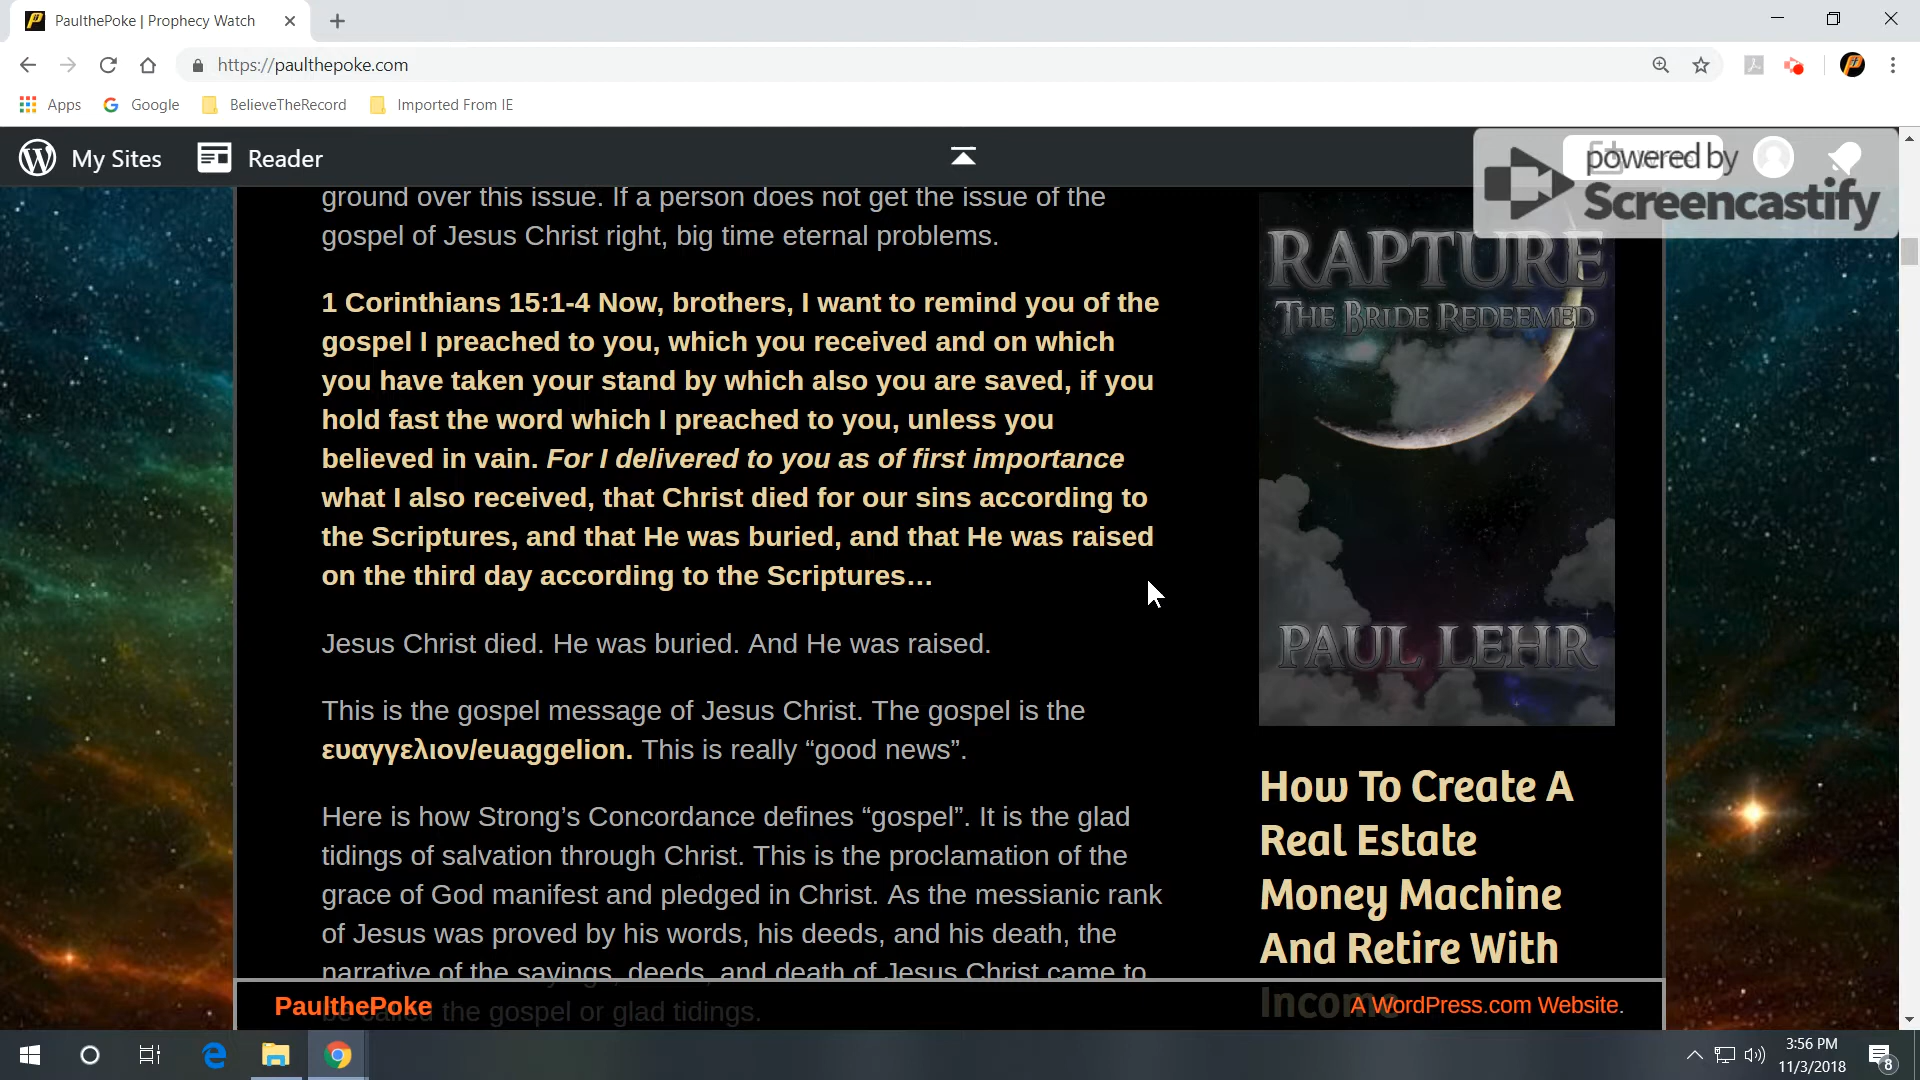 PaulthePoke | Prophecy Watch
https://paulthepoke.com
Apps Google BelieveTheRecord Imported From IE
My Sites Reader
powered by
Screencastify
ground over this issue. If a person does not get the issue of the
gospel of Jesus Christ right, big time eternal problems.
1 Corinthians 15:1-4 Now, brothers, I want to remind you of the
gospel I preached to you, which you received and on which
you have taken your stand by which also you are saved, if you
hold fast the word which I preached to you, unless you
believed in vain. For I delivered to you as of first importance
what I also received, that Christ died for our sins according to
the Scriptures, and that He was buried, and that He was raised
on the third day according to the Scriptures…
Jesus Christ died. He was buried. And He was raised.
This is the gospel message of Jesus Christ. The gospel is the
ευαγγελιον/euaggelion. This is really “good news”.
Here is how Strong’s Concordance defines “gospel”. It is the glad
tidings of salvation through Christ. This is the proclamation of the
grace of God manifest and pledged in Christ. As the messianic rank
of Jesus was proved by his words, his deeds, and his death, the
narrative of the sayings, deeds, and death of Jesus Christ came to
be called the gospel or glad tidings.
RAPTURE
THE BRIDE REDEEMED
PAUL LEHR
How To Create A
Real Estate
Money Machine
And Retire With
Income
PaulthePoke
A WordPress.com Website.
3:56 PM
11/3/2018
8